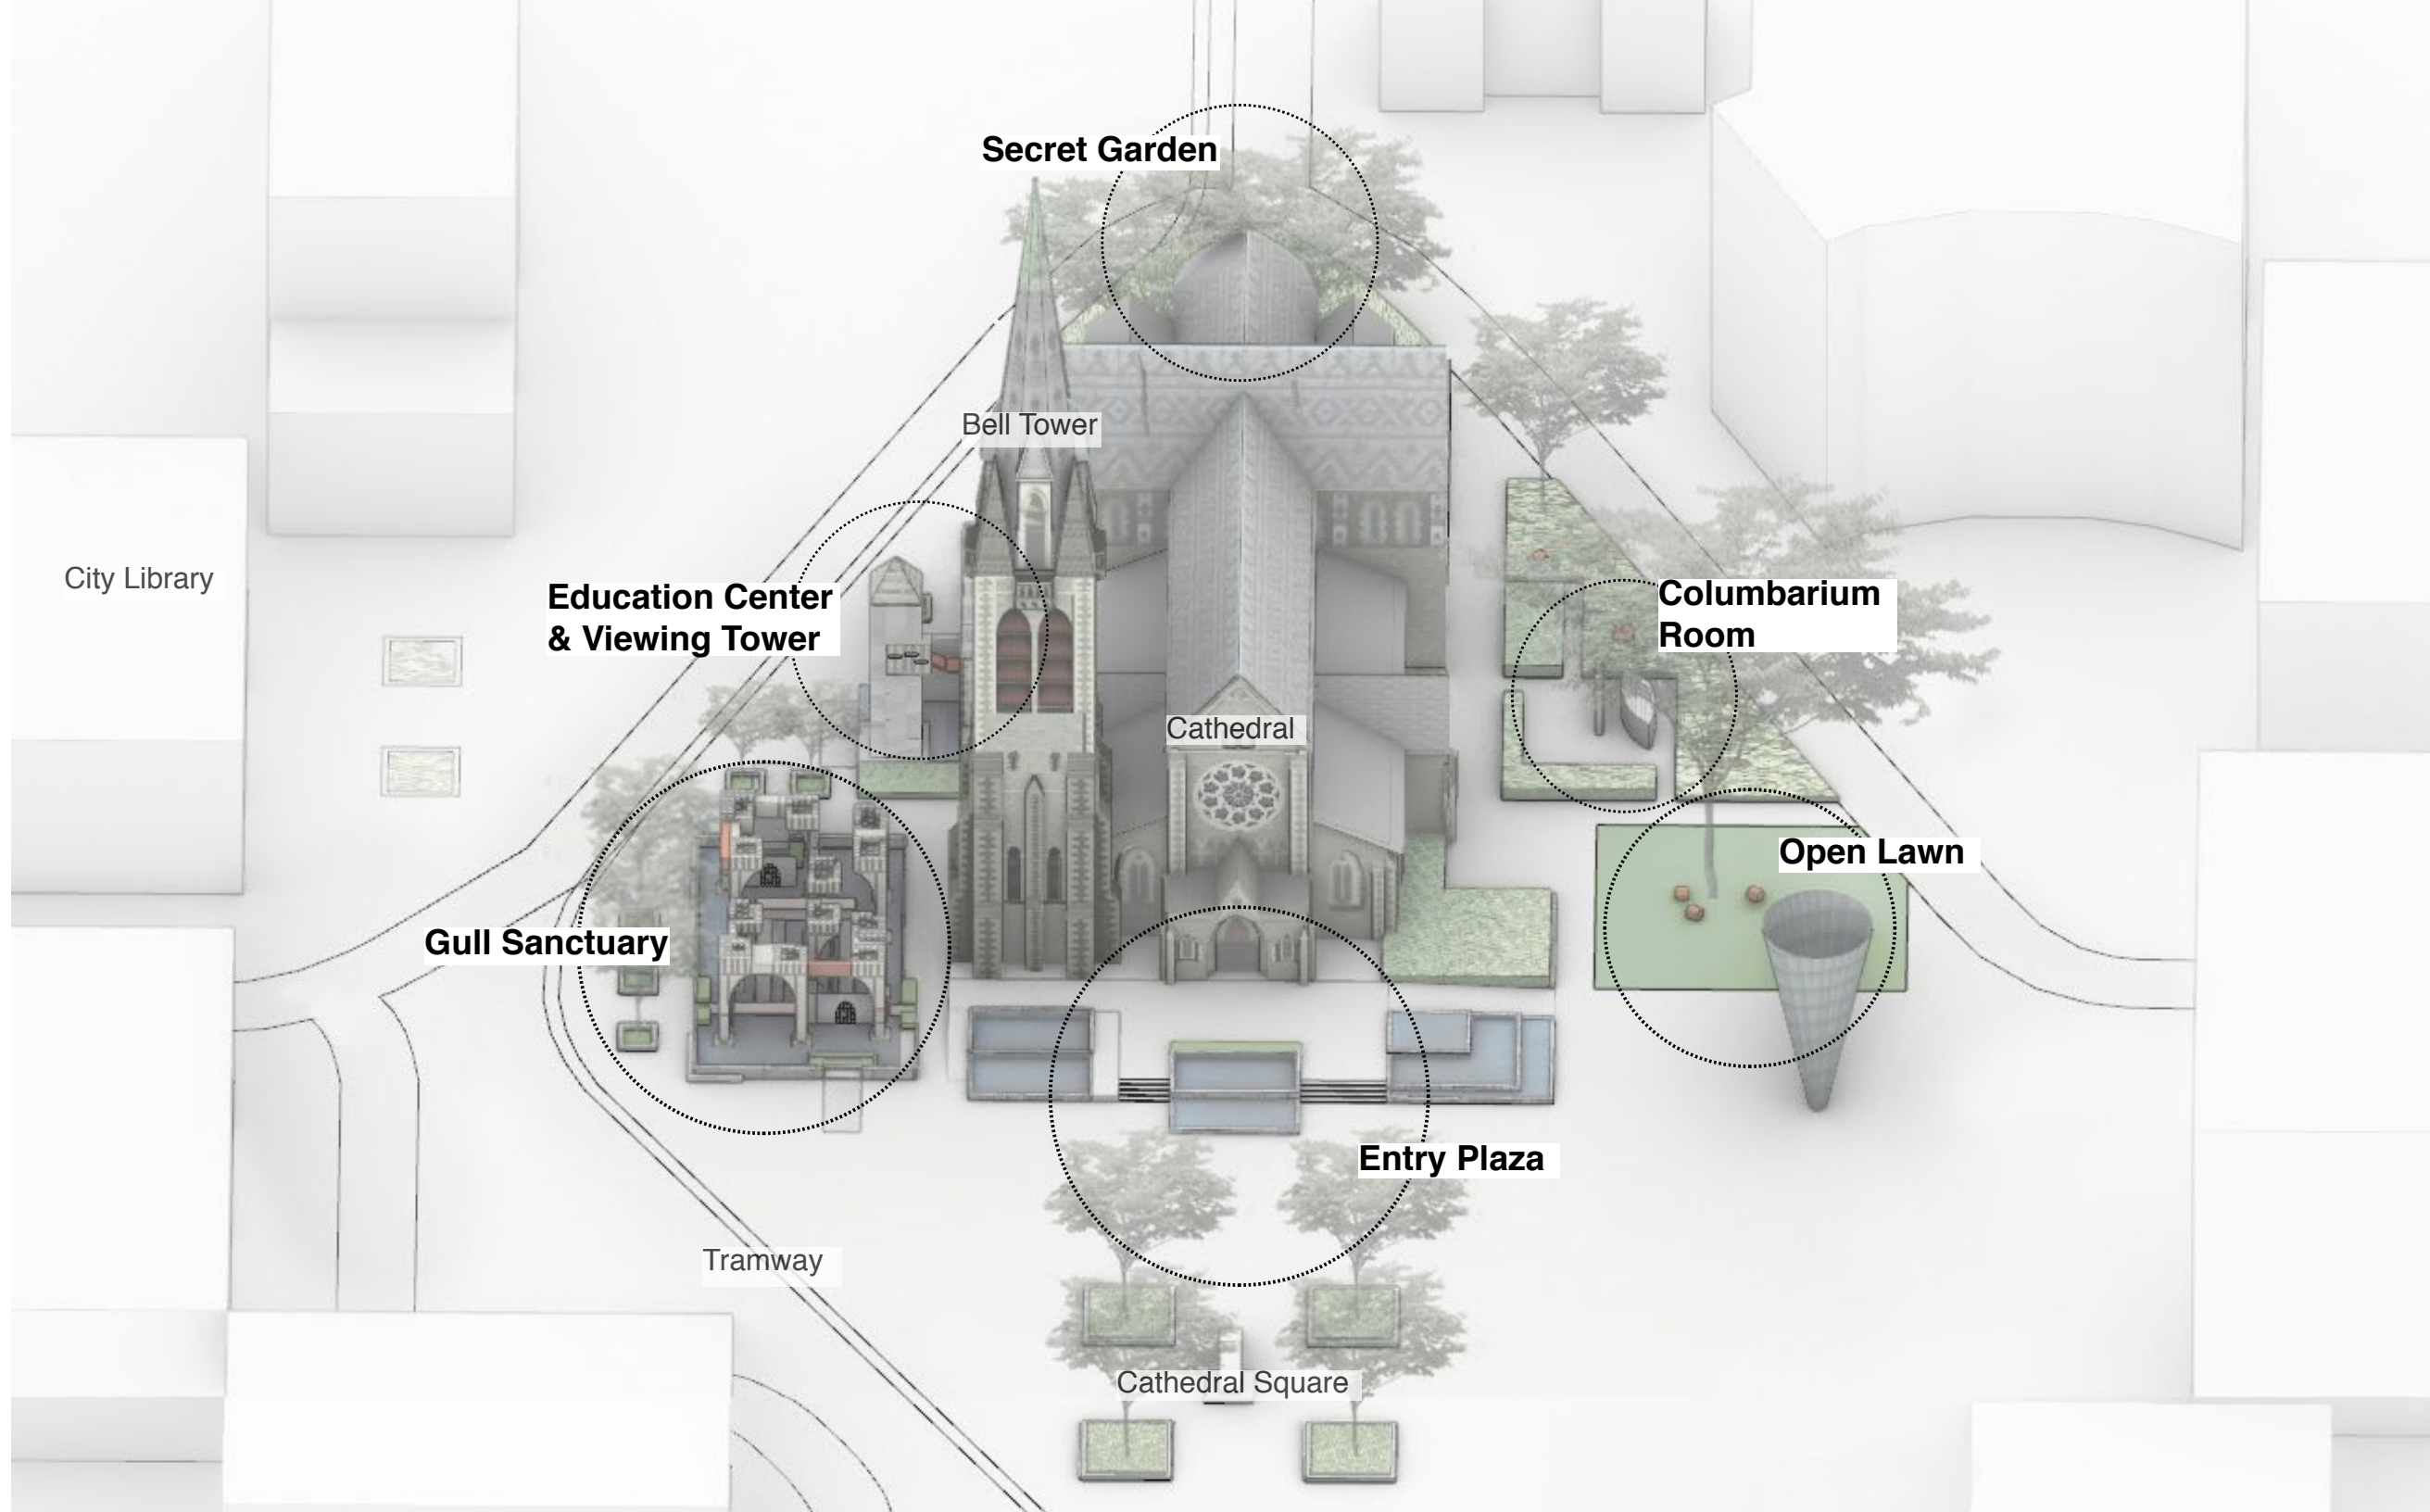 Secret Garden
Bell Tower
City Library
Education Center
& Viewing Tower
Columbarium
Room
Cathedral
Open Lawn
Gull Sanctuary
Entry Plaza
Tramway
Cathedral Square